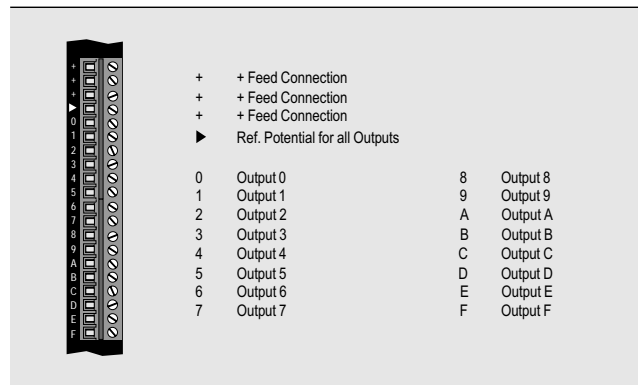 +
+
+
▶
0
1
2
3
4
5
6
7
8
9
A
B
C
D
E
F
+ + Feed Connection
+ + Feed Connection
+ + Feed Connection
▶ Ref. Potential for all Outputs
0 Output 0
1 Output 1
2 Output 2
3 Output 3
4 Output 4
5 Output 5
6 Output 6
7 Output 7
8 Output 8
9 Output 9
A Output A
B Output B
C Output C
D Output D
E Output E
F Output F